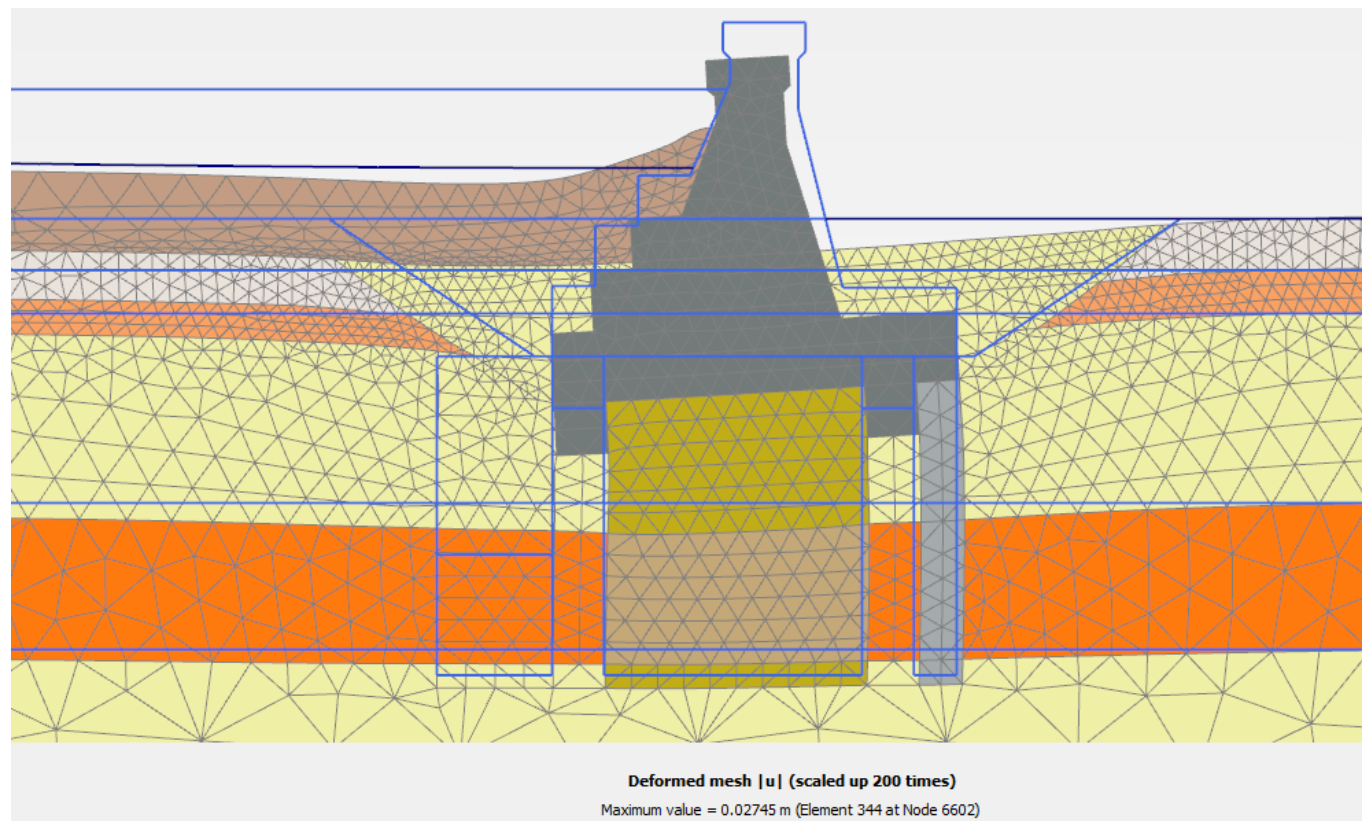 Deformed mesh |u| (scaled up 200 times)
Maximum value = 0.02745 m (Element 344 at Node 6602)